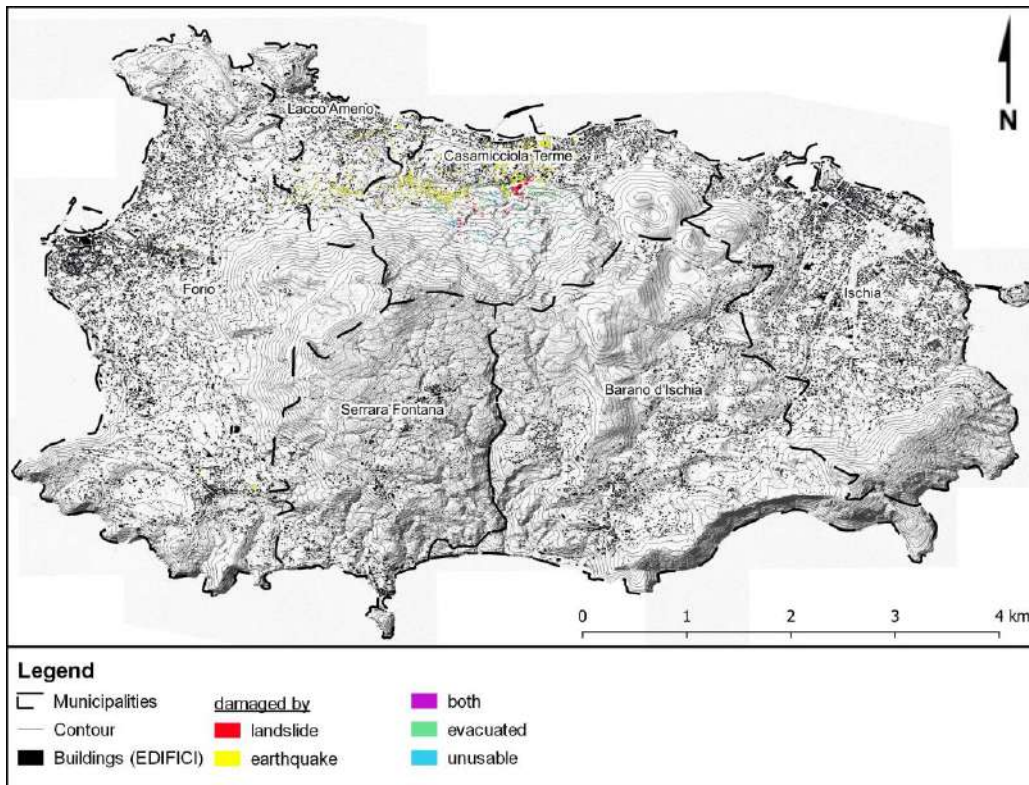 N
Lacco Ameno
Casamicciola Terme
Forio
Ischia
Barano d'Ischia
Serrara Fontana
0 1 2 3 4 km
Legend
Municipalities
Contour
Buildings (EDIFICI)
damaged by
landslide
earthquake
both
evacuated
unusable